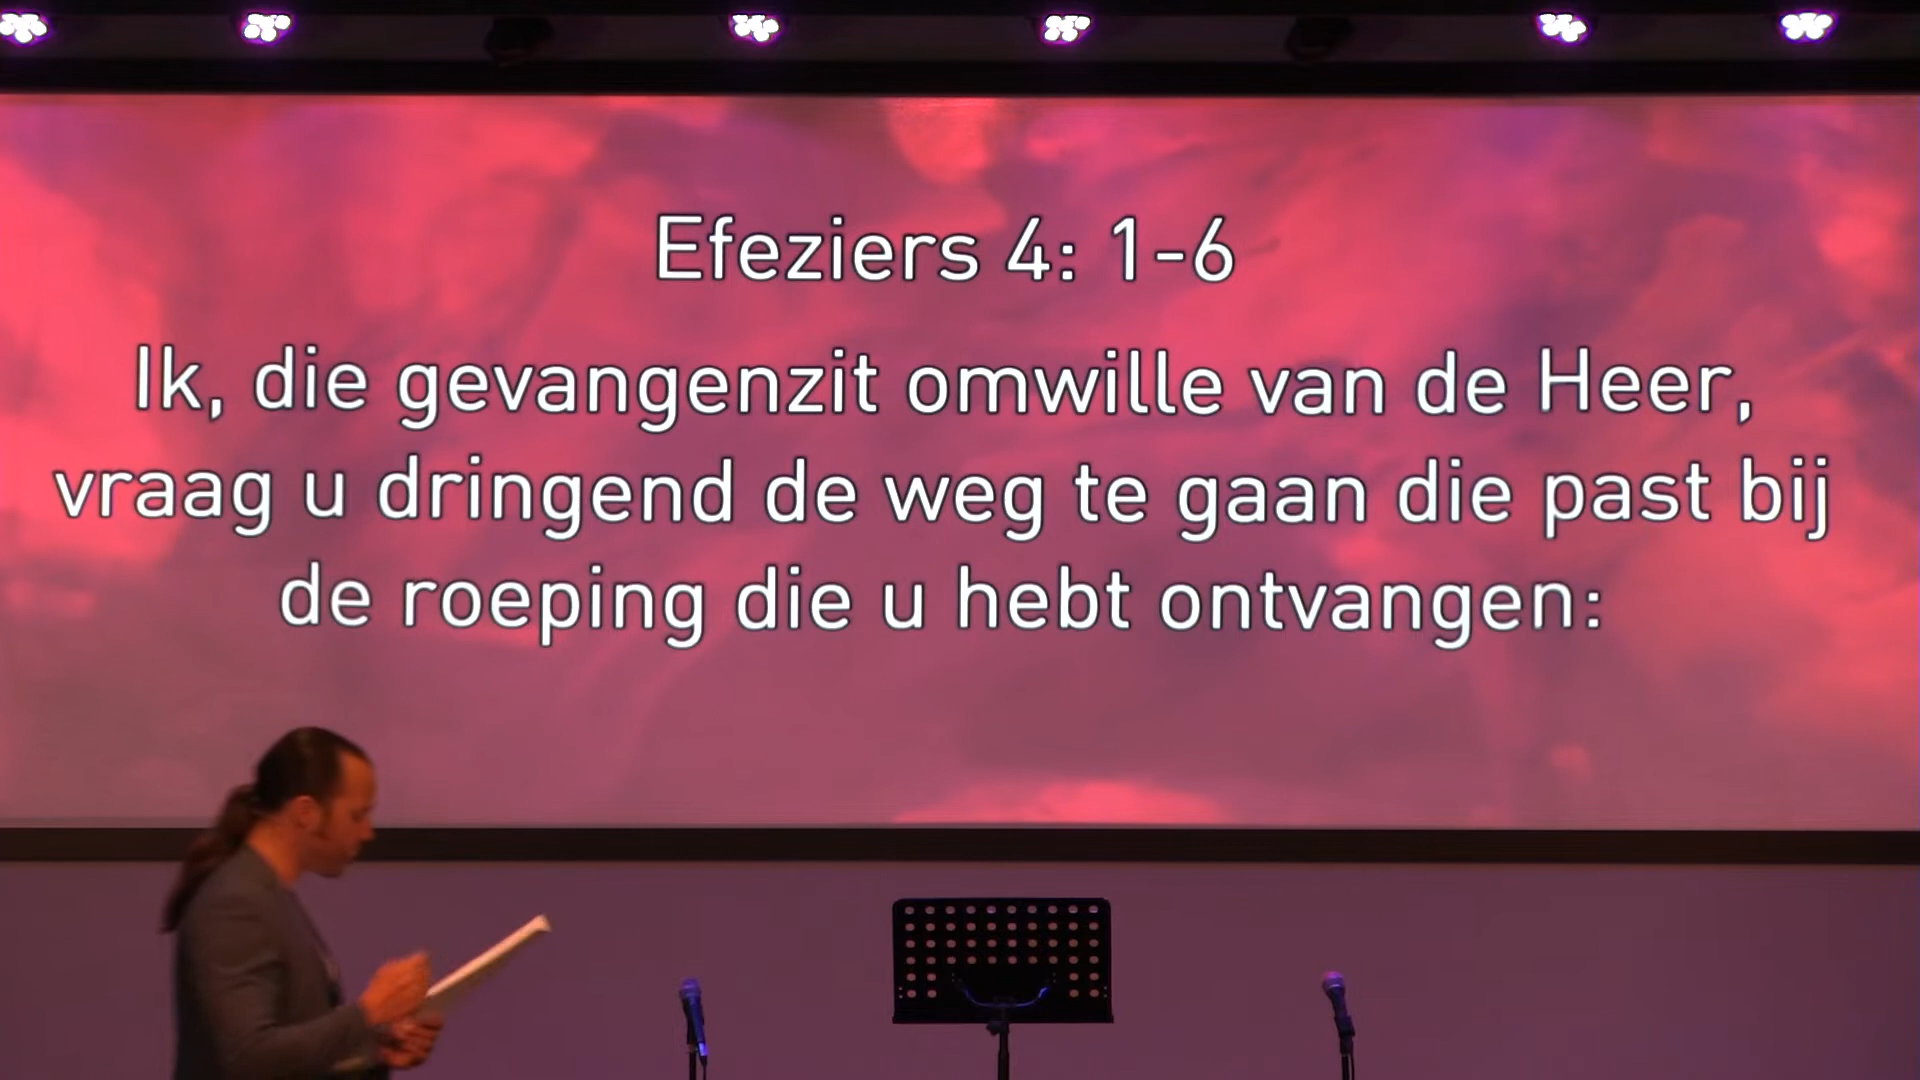 Efeziers 4: 1-6
Ik, die gevangenzit omwille van de Heer,
vraag u dringend de weg te gaan die past bij
de roeping die u hebt ontvangen: